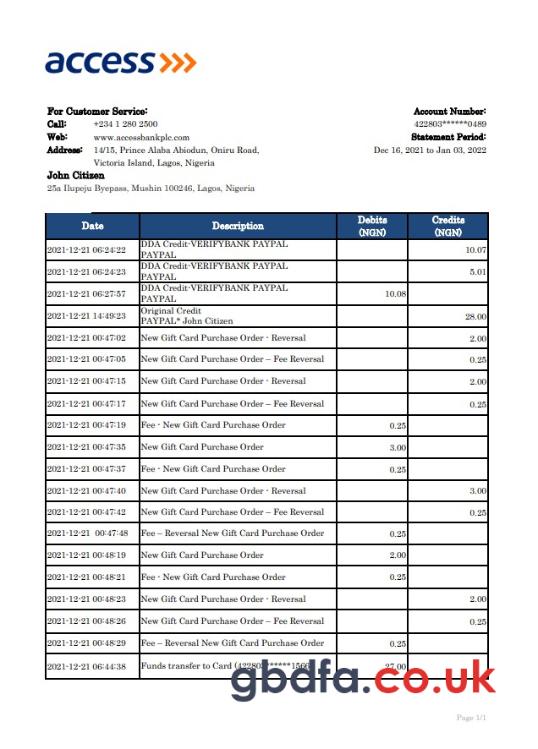 access
For Customer Service:
Call: +234 1 280 2500
Web: www.accessbankplc.com
Address: 14/15, Prince Alaba Abiodun, Oniru Road,
Victoria Island, Lagos, Nigeria
John Citizen
25a Ilupeju Byepass, Mushin 100246, Lagos, Nigeria
Account Number:
422803******0489
Statement Period:
Dec 16, 2021 to Jan 03, 2022
Date Description Debits (NGN) Credits (NGN)
2021-12-21 06:24:22 DDA Credit-VERIFYBANK PAYPAL PAYPAL 10.07
2021-12-21 06:24:23 DDA Credit-VERIFYBANK PAYPAL PAYPAL 5.01
2021-12-21 06:27:57 DDA Credit-VERIFYBANK PAYPAL PAYPAL 10.08
2021-12-21 14:49:23 Original Credit PAYPAL* John Citizen 28.00
2021-12-21 00:47:02 New Gift Card Purchase Order - Reversal 2.00
2021-12-21 00:47:05 New Gift Card Purchase Order – Fee Reversal 0.25
2021-12-21 00:47:15 New Gift Card Purchase Order - Reversal 2.00
2021-12-21 00:47:17 New Gift Card Purchase Order – Fee Reversal 0.25
2021-12-21 00:47:19 Fee - New Gift Card Purchase Order 0.25
2021-12-21 00:47:35 New Gift Card Purchase Order 3.00
2021-12-21 00:47:37 Fee - New Gift Card Purchase Order 0.25
2021-12-21 00:47:40 New Gift Card Purchase Order - Reversal 3.00
2021-12-21 00:47:42 New Gift Card Purchase Order – Fee Reversal 0.25
2021-12-21 00:47:48 Fee – Reversal New Gift Card Purchase Order 0.25
2021-12-21 00:48:19 New Gift Card Purchase Order 2.00
2021-12-21 00:48:21 Fee - New Gift Card Purchase Order 0.25
2021-12-21 00:48:23 New Gift Card Purchase Order - Reversal 2.00
2021-12-21 00:48:26 New Gift Card Purchase Order – Fee Reversal 0.25
2021-12-21 00:48:29 Fee – Reversal New Gift Card Purchase Order 0.25
2021-12-21 06:44:38 Funds transfer to Card 27.00
gbdfa.co.uk
Page 1/1